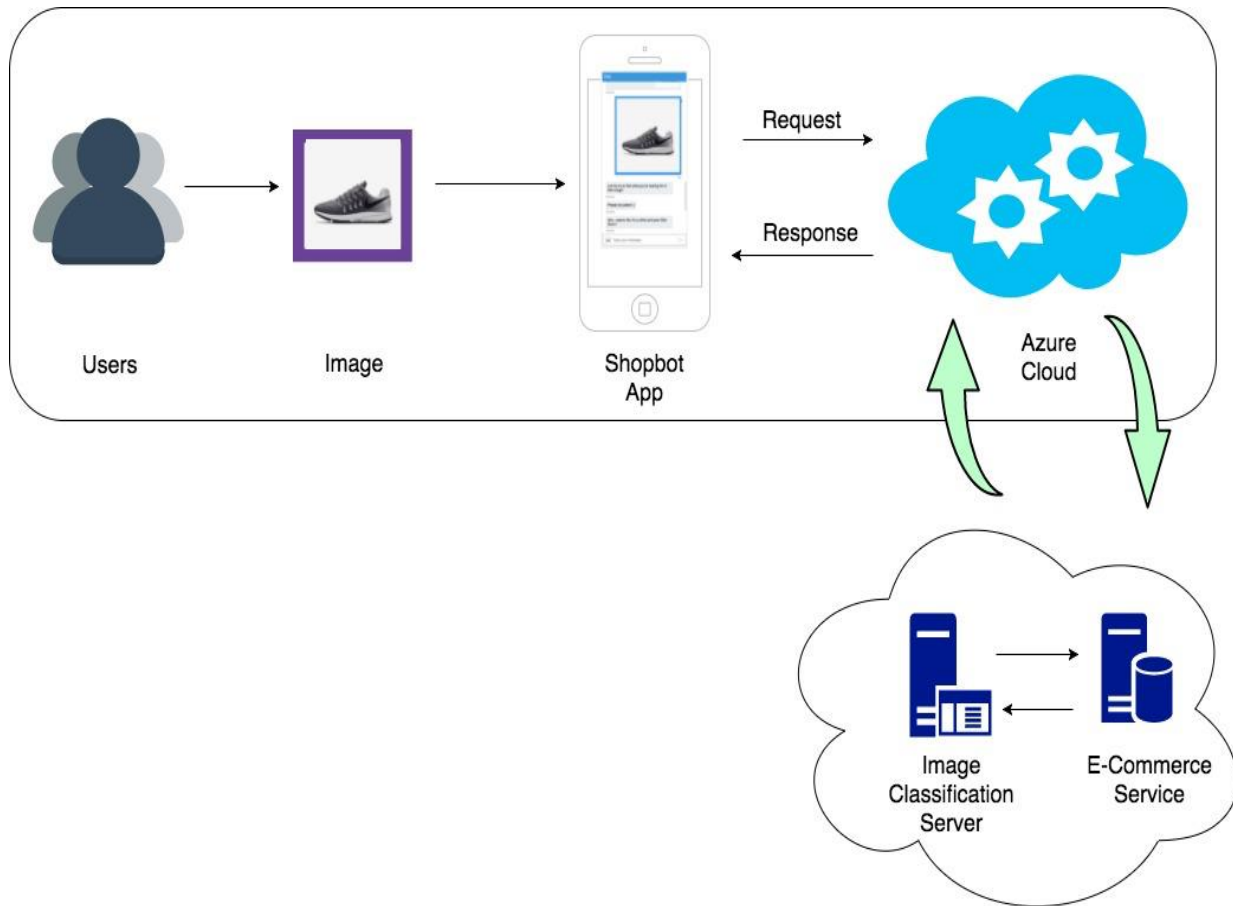 Request
Response
Users
Image
Shopbot
App
Azure
Cloud
Image
Classification
Server
E-Commerce
Service